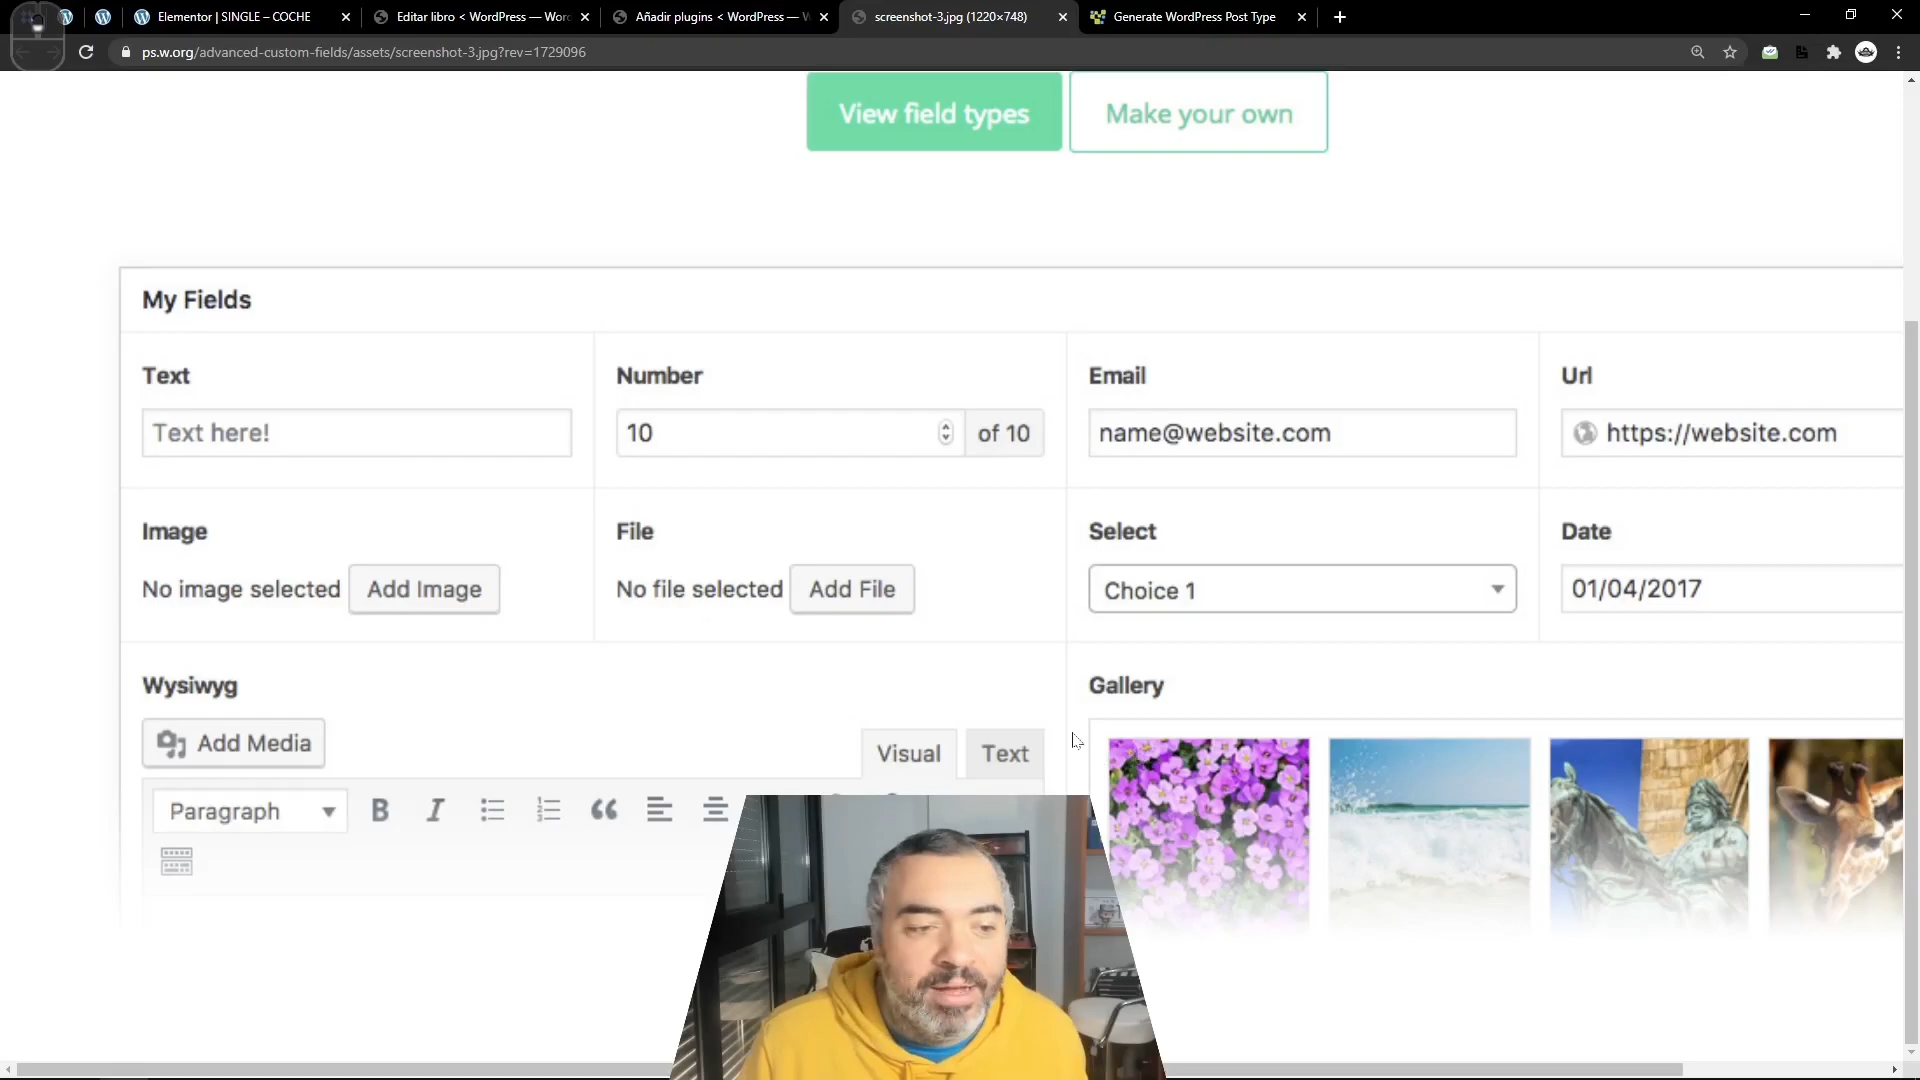 Elementor | SINGLE – COCHE
Editar libro < WordPress — Wor
Añadir plugins < WordPress —
screenshot-3.jpg (1220×748)
Generate WordPress Post Type
ps.w.org/advanced-custom-fields/assets/screenshot-3.jpg?rev=1729096
View field types
Make your own
My Fields
Text
Number
Email
Url
Text here!
10
of 10
name@website.com
https://website.com
Image
File
Select
Date
No image selected
Add Image
No file selected
Add File
Choice 1
01/04/2017
Wysiwyg
Gallery
Add Media
Visual
Text
Paragraph
B
I